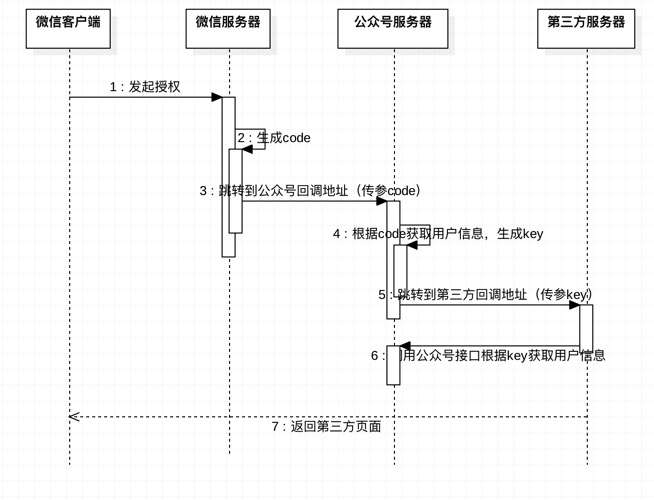 微信客户端
微信服务器
公众号服务器
第三方服务器
1 : 发起授权
2 : 生成code
3 : 跳转到公众号回调地址（传参code）
4 : 根据code获取用户信息，生成key
5 : 跳转到第三方回调地址（传参key）
6 : 用公众号接口根据key获取用户信息
7 : 返回第三方页面